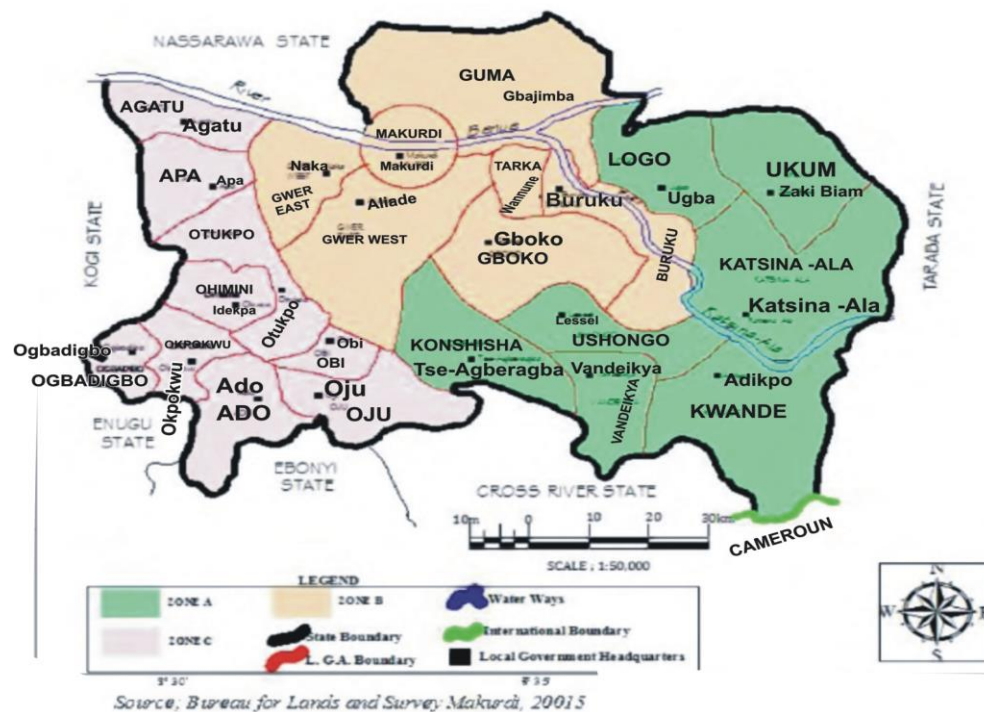 NASSARAWA STATE
GUMA
Gbajimba
River
Benue
AGATU
Agatu
MAKURDI
Makurdi
LOGO
UKUM
APA
Apa
Naka
TARKA
Wannune
Buruku
Ugba
Zaki Biam
GWER
EAST
Aliade
KOGI STATE
OTUKPO
GWER WEST
Gboko
GBOKO
BURUKU
KATSINA -ALA
KATSINA-ALA
TARABA STATE
OHIMINI
Idekpa
Otukpo
Katsina -Ala
Katsina-Ala
Lessel
USHONGO
Ogbadigbo
OKPOKWU
Obi
OBI
KONSHISHA
Tse-Agberagba
Vandeikya
Adikpo
OGBADIGBO
Okpokwu
Ado
ADO
Oju
OJU
OJU
VANDEIKYA
KWANDE
ENUGU
STATE
EBONYI
STATE
CROSS RIVER STATE
10m
0
10
20
30km
SCALE ; 1:50,000
CAMEROUN
LEGEND
ZONE A
ZONE B
Water Ways
ZONE C
State Boundary
International Boundary
L. G.A. Boundary
Local Government Headquarters
N
W
E
S
Source; Bureau for Lands and Survey Makurdi, 20015